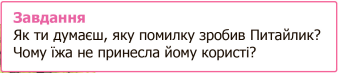 Завдання
Як ти думаєш, яку помилку зробив Питайлик?
Чому їжа не принесла йому користі?